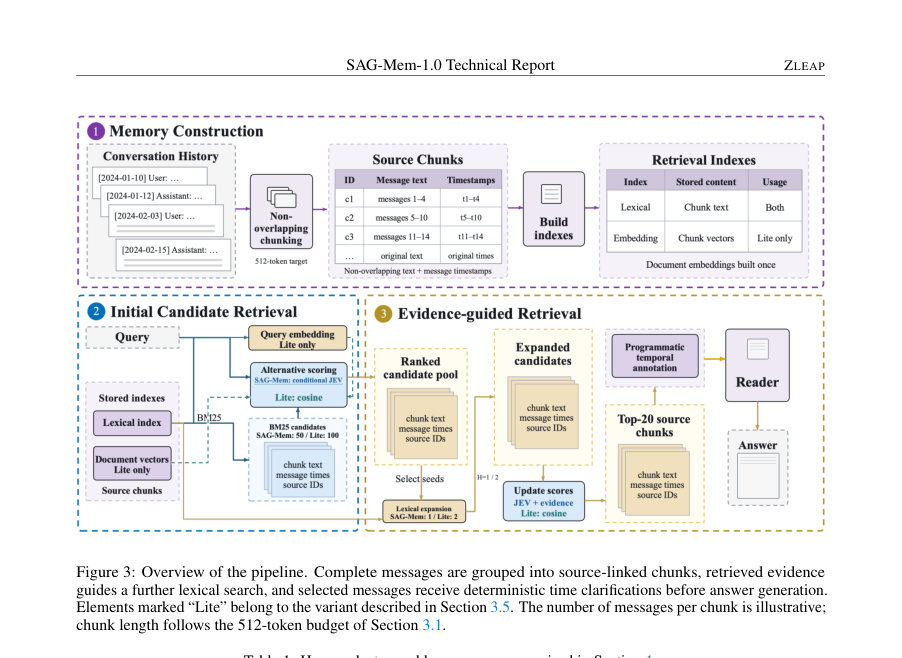 SAG-Mem-1.0 Technical Report
ZLEAP
1 Memory Construction
Conversation History
[2024-01-10] User: …
[2024-01-12] Assistant: …
[2024-02-03] User: …
[2024-02-15] Assistant: …
Non-
overlapping
chunking
512-token target
Source Chunks
ID Message text Timestamps
c1 messages 1–4 t1–t4
c2 messages 5–10 t5–t10
c3 messages 11–14 t11–t14
… original text original times
Non-overlapping text + message timestamps
Build
indexes
Retrieval Indexes
Index Stored content Usage
Lexical Chunk text Both
Embedding Chunk vectors Lite only
Document embeddings built once
2 Initial Candidate Retrieval
Query
Stored indexes
Lexical index
Document vectors
Lite only
Source chunks
BM25
Query embedding
Lite only
Alternative scoring
SAG-Mem: conditional JEV
Lite: cosine
BM25 candidates
SAG-Mem: 50 / Lite: 100
chunk text
message times
source IDs
3 Evidence-guided Retrieval
Ranked
candidate pool
chunk text
message times
source IDs
Select seeds
Lexical expansion
SAG-Mem: 1 / Lite: 2
H=1 / 2
Expanded
candidates
chunk text
message times
source IDs
Update scores
JEV + evidence
Lite: cosine
Programmatic
temporal
annotation
Top-20 source
chunks
chunk text
message times
source IDs
Reader
Answer
Figure 3: Overview of the pipeline. Complete messages are grouped into source-linked chunks, retrieved evidence
guides a further lexical search, and selected messages receive deterministic time clarifications before answer generation.
Elements marked “Lite” belong to the variant described in Section 3.5. The number of messages per chunk is illustrative;
chunk length follows the 512-token budget of Section 3.1.